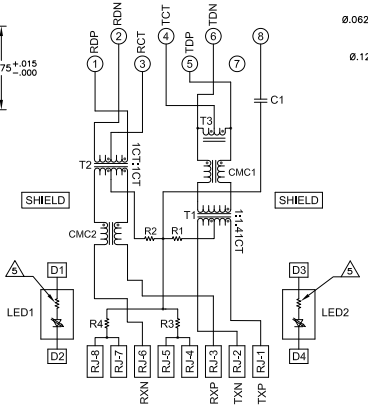 RDP
RDN
RCT
TCT
TDP
TDN
1
2
3
4
5
6
7
8
75 +.015 -.000
Ø.062
Ø.12
C1
T3
1CT:1CT
T2
CMC1
SHIELD
SHIELD
T1
1:1.41CT
CMC2
R2
R1
5
D1
LED1
D2
D3
5
LED2
D4
R4
R3
RJ-8
RJ-7
RJ-6
RJ-5
RJ-4
RJ-3
RJ-2
RJ-1
RXN
RXP
TXN
TXP